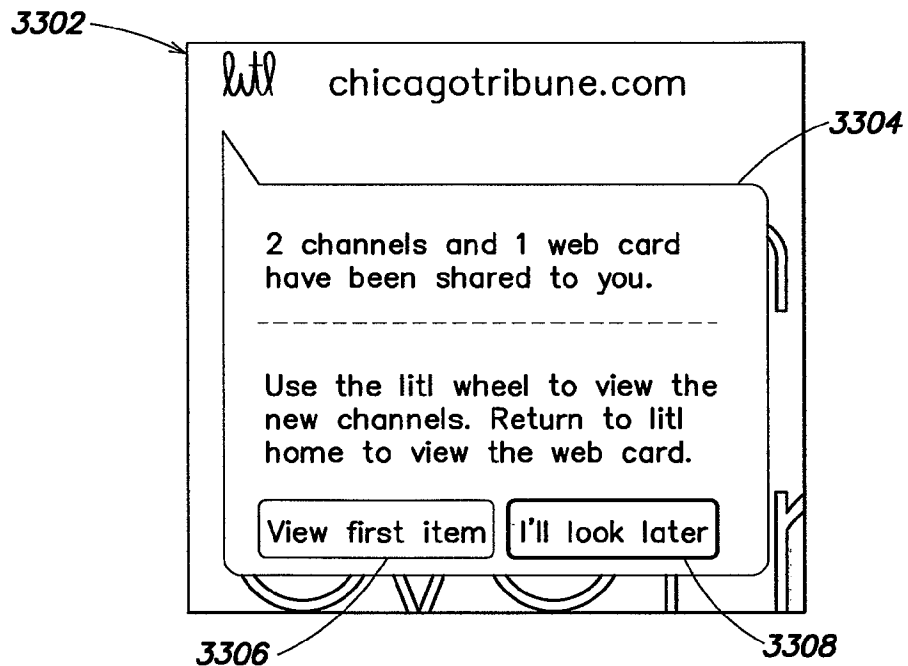 3302
litl chicagotribune.com
3304
2 channels and 1 web card
have been shared to you.
Use the litl wheel to view the
new channels. Return to litl
home to view the web card.
View first item I'll look later
3306
3308